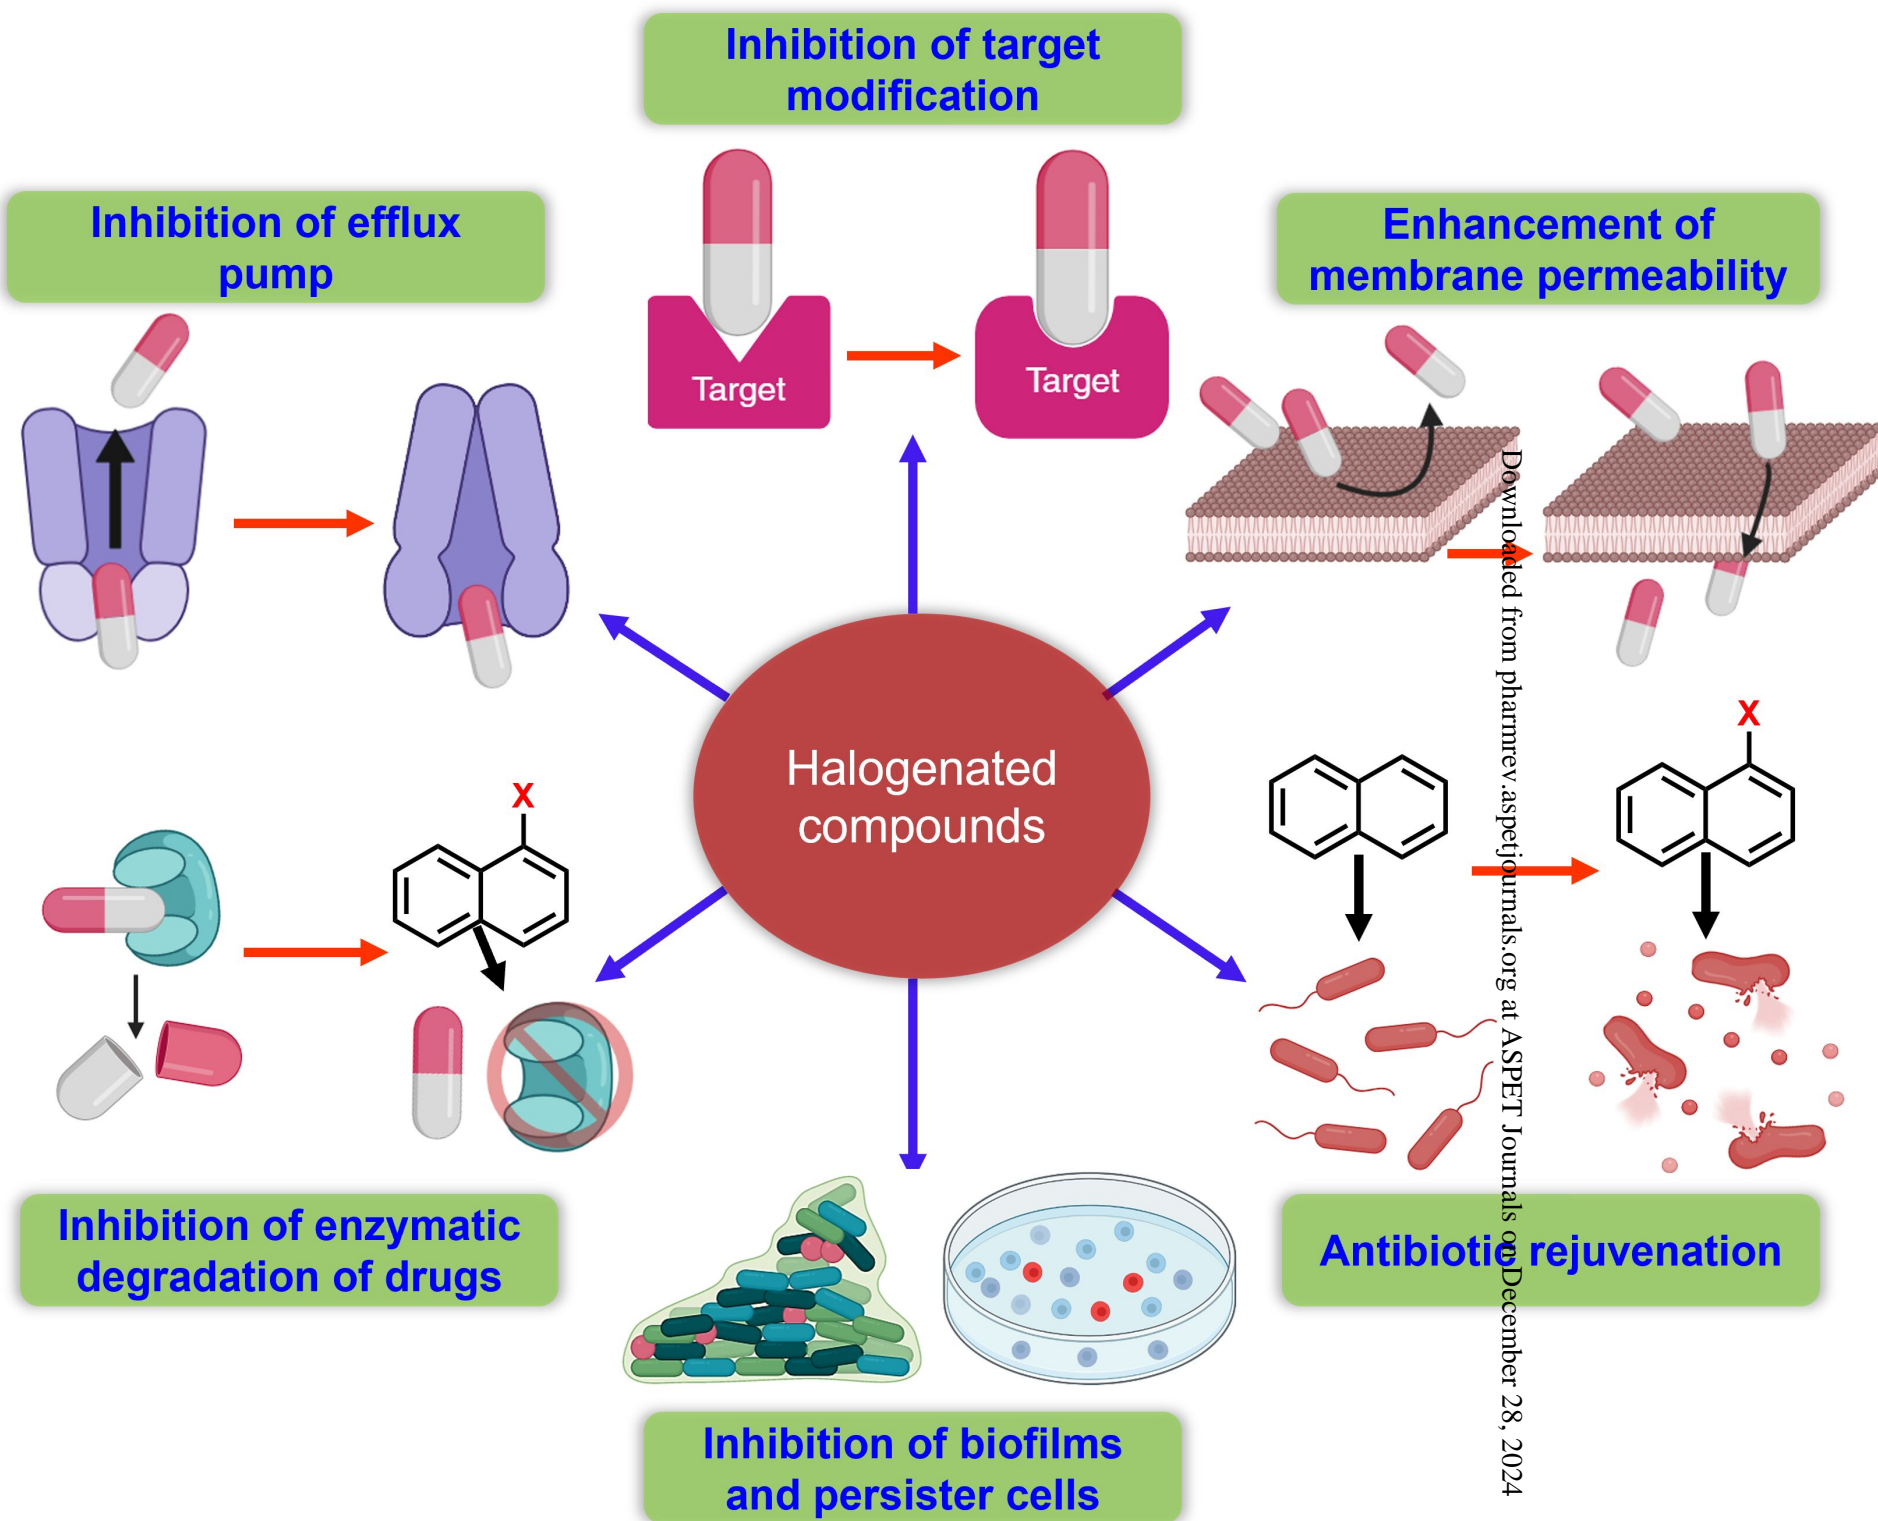 Inhibition of target
modification
Inhibition of efflux
pump
Enhancement of
membrane permeability
Target
Target
Halogenated
compounds
X
X
Inhibition of enzymatic
degradation of drugs
Antibiotic rejuvenation
Inhibition of biofilms
and persister cells
Downloaded from pharmrev.aspetjournals.org at ASPET Journals on December 28, 2024